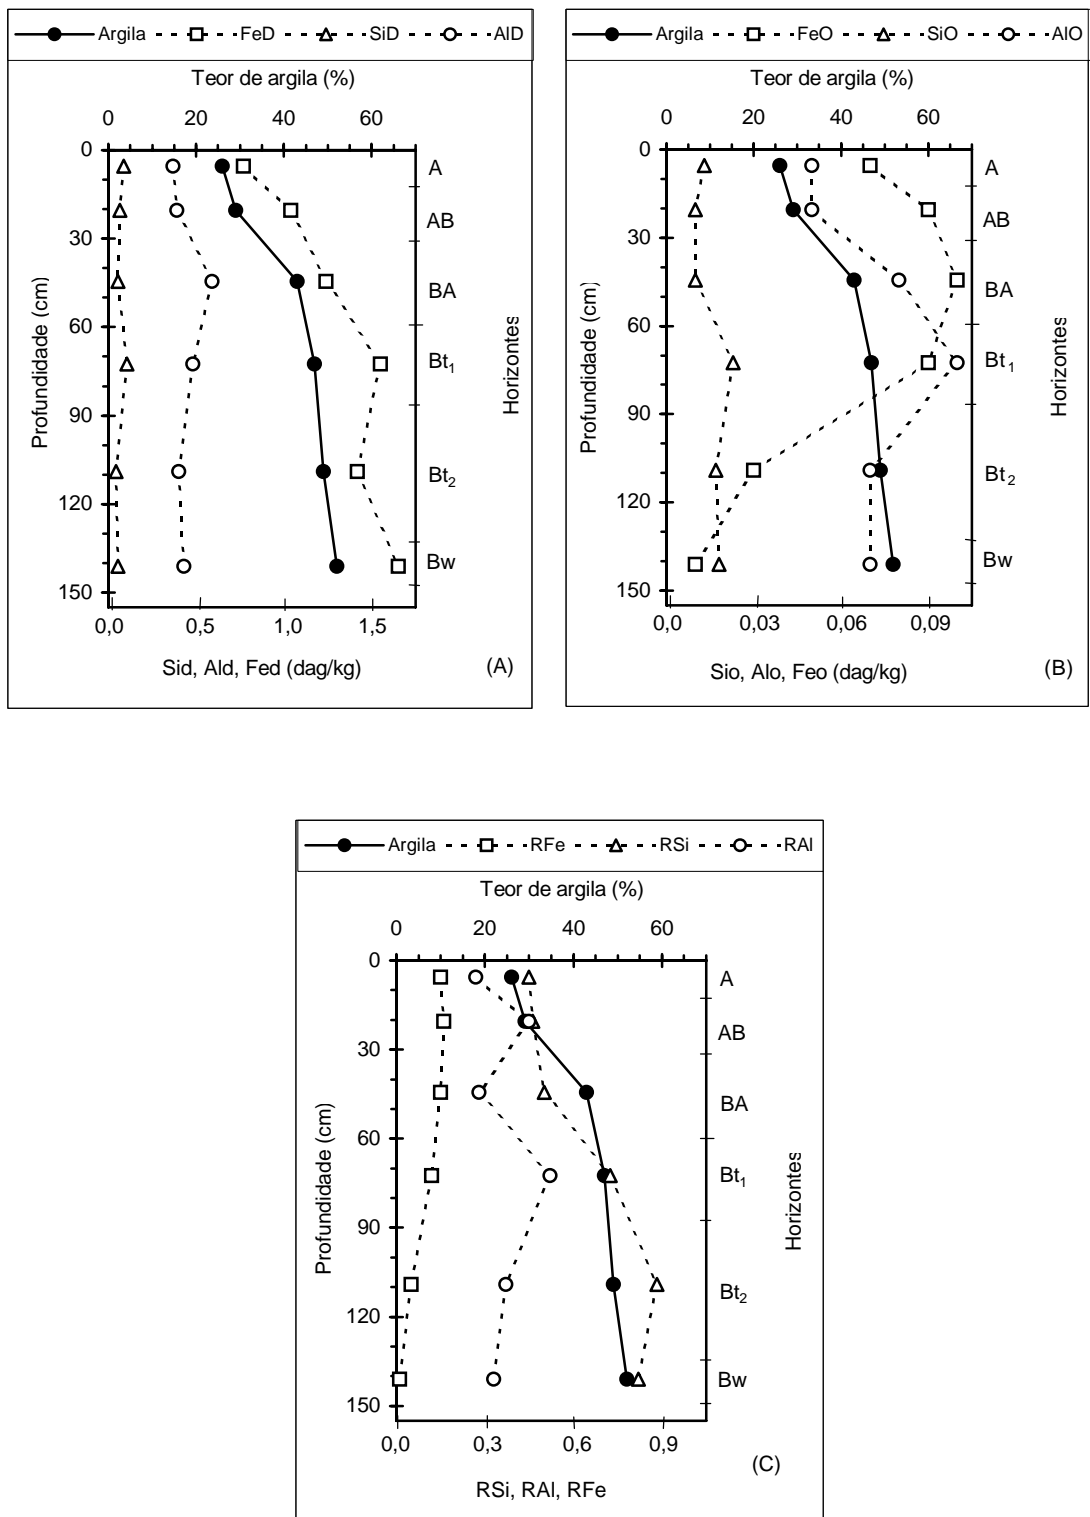 Argila FeD SiD AlD
Teor de argila (%)
0 20 40 60
0
30
60
90
120
150
Profundidade (cm)
A
AB
BA
Bt1
Bt2
Bw
Horizontes
0,0 0,5 1,0 1,5
Sid, Ald, Fed (dag/kg)
(A)
Argila FeO SiO AlO
Teor de argila (%)
0 20 40 60
0
30
60
90
120
150
Profundidade (cm)
A
AB
BA
Bt1
Bt2
Bw
Horizontes
0,0 0,03 0,06 0,09
Sio, Alo, Feo (dag/kg)
(B)
Argila RFe RSi RAl
Teor de argila (%)
0 20 40 60
0
30
60
90
120
150
Profundidade (cm)
A
AB
BA
Bt1
Bt2
Bw
Horizontes
0,0 0,3 0,6 0,9
RSi, RAl, RFe
(C)